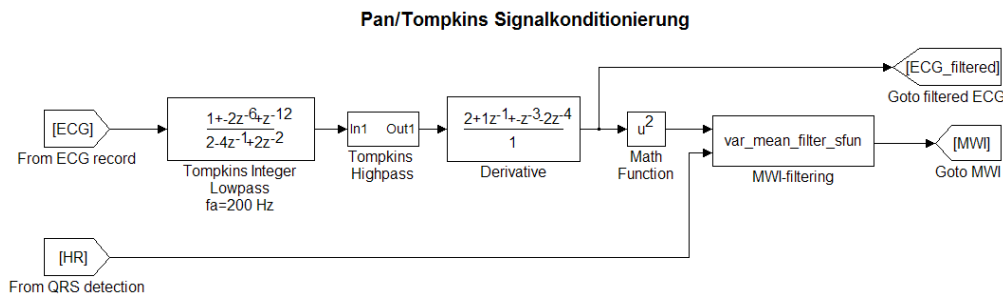 Pan/Tompkins Signalkonditionierung
[ECG_filtered]
Goto filtered ECG
[ECG]
From ECG record
1+-2z-6+z-12
2-4z-1+2z-2
Tompkins Integer
Lowpass
fa=200 Hz
In1 Out1
Tompkins
Highpass
2+1z-1+-z-3-2z-4
1
Derivative
u2
Math
Function
var_mean_filter_sfun
MWI-filtering
[MWI]
Goto MWI
[HR]
From QRS detection